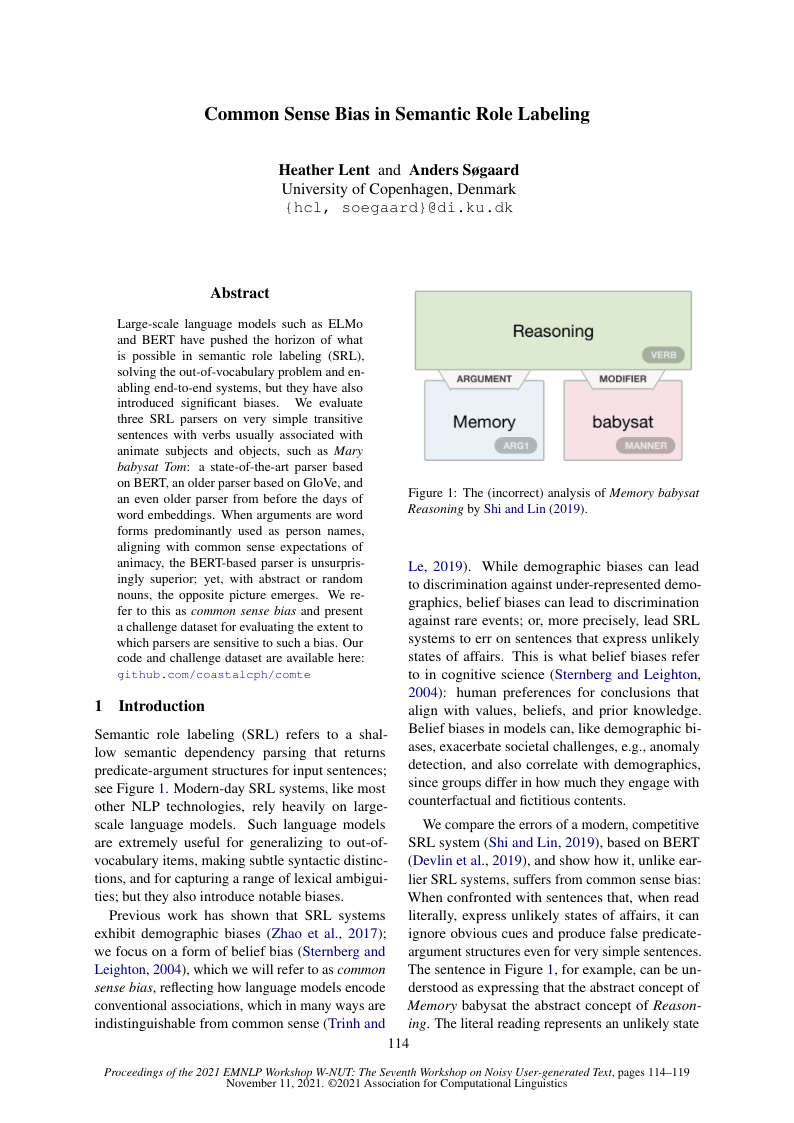 Common Sense Bias in Semantic Role Labeling
Heather Lent and Anders Søgaard
University of Copenhagen, Denmark
{hcl, soegaard}@di.ku.dk
Abstract
Large-scale language models such as ELMo
and BERT have pushed the horizon of what
is possible in semantic role labeling (SRL),
solving the out-of-vocabulary problem and en-
abling end-to-end systems, but they have also
introduced significant biases. We evaluate
three SRL parsers on very simple transitive
sentences with verbs usually associated with
animate subjects and objects, such as Mary
babysat Tom: a state-of-the-art parser based
on BERT, an older parser based on GloVe, and
an even older parser from before the days of
word embeddings. When arguments are word
forms predominantly used as person names,
aligning with common sense expectations of
animacy, the BERT-based parser is unsurpris-
ingly superior; yet, with abstract or random
nouns, the opposite picture emerges. We re-
fer to this as common sense bias and present
a challenge dataset for evaluating the extent to
which parsers are sensitive to such a bias. Our
code and challenge dataset are available here:
github.com/coastalcph/comte
1 Introduction
Semantic role labeling (SRL) refers to a shal-
low semantic dependency parsing that returns
predicate-argument structures for input sentences;
see Figure 1. Modern-day SRL systems, like most
other NLP technologies, rely heavily on large-
scale language models. Such language models
are extremely useful for generalizing to out-of-
vocabulary items, making subtle syntactic distinc-
tions, and for capturing a range of lexical ambigui-
ties; but they also introduce notable biases.
Previous work has shown that SRL systems
exhibit demographic biases (Zhao et al., 2017);
we focus on a form of belief bias (Sternberg and
Leighton, 2004), which we will refer to as common
sense bias, reflecting how language models encode
conventional associations, which in many ways are
indistinguishable from common sense (Trinh and
Reasoning
VERB
ARGUMENT
MODIFIER
Memory
ARG1
babysat
MANNER
Figure 1: The (incorrect) analysis of Memory babysat
Reasoning by Shi and Lin (2019).
Le, 2019). While demographic biases can lead
to discrimination against under-represented demo-
graphics, belief biases can lead to discrimination
against rare events; or, more precisely, lead SRL
systems to err on sentences that express unlikely
states of affairs. This is what belief biases refer
to in cognitive science (Sternberg and Leighton,
2004): human preferences for conclusions that
align with values, beliefs, and prior knowledge.
Belief biases in models can, like demographic bi-
ases, exacerbate societal challenges, e.g., anomaly
detection, and also correlate with demographics,
since groups differ in how much they engage with
counterfactual and fictitious contents.
We compare the errors of a modern, competitive
SRL system (Shi and Lin, 2019), based on BERT
(Devlin et al., 2019), and show how it, unlike ear-
lier SRL systems, suffers from common sense bias:
When confronted with sentences that, when read
literally, express unlikely states of affairs, it can
ignore obvious cues and produce false predicate-
argument structures even for very simple sentences.
The sentence in Figure 1, for example, can be un-
derstood as expressing that the abstract concept of
Memory babysat the abstract concept of Reason-
ing. The literal reading represents an unlikely state
114
Proceedings of the 2021 EMNLP Workshop W-NUT: The Seventh Workshop on Noisy User-generated Text, pages 114–119
November 11, 2021. ©2021 Association for Computational Linguistics